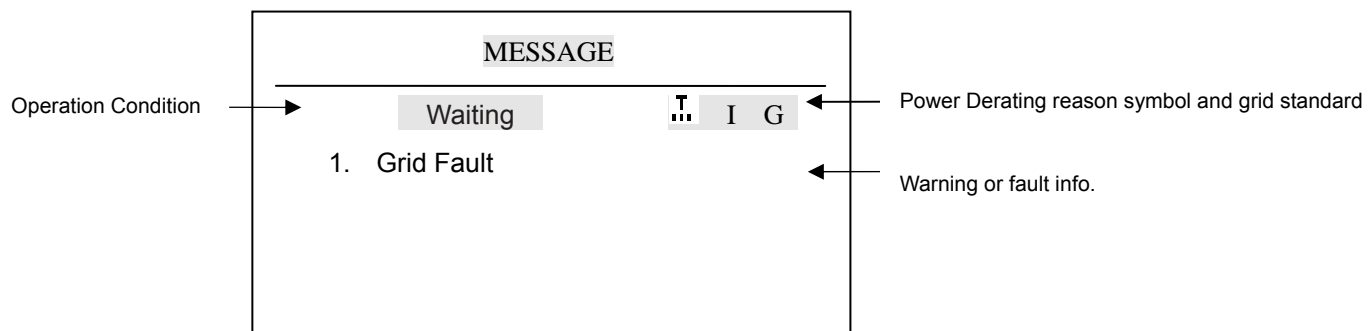 MESSAGE
Operation Condition
Waiting
T I G
Power Derating reason symbol and grid standard
1. Grid Fault
Warning or fault info.